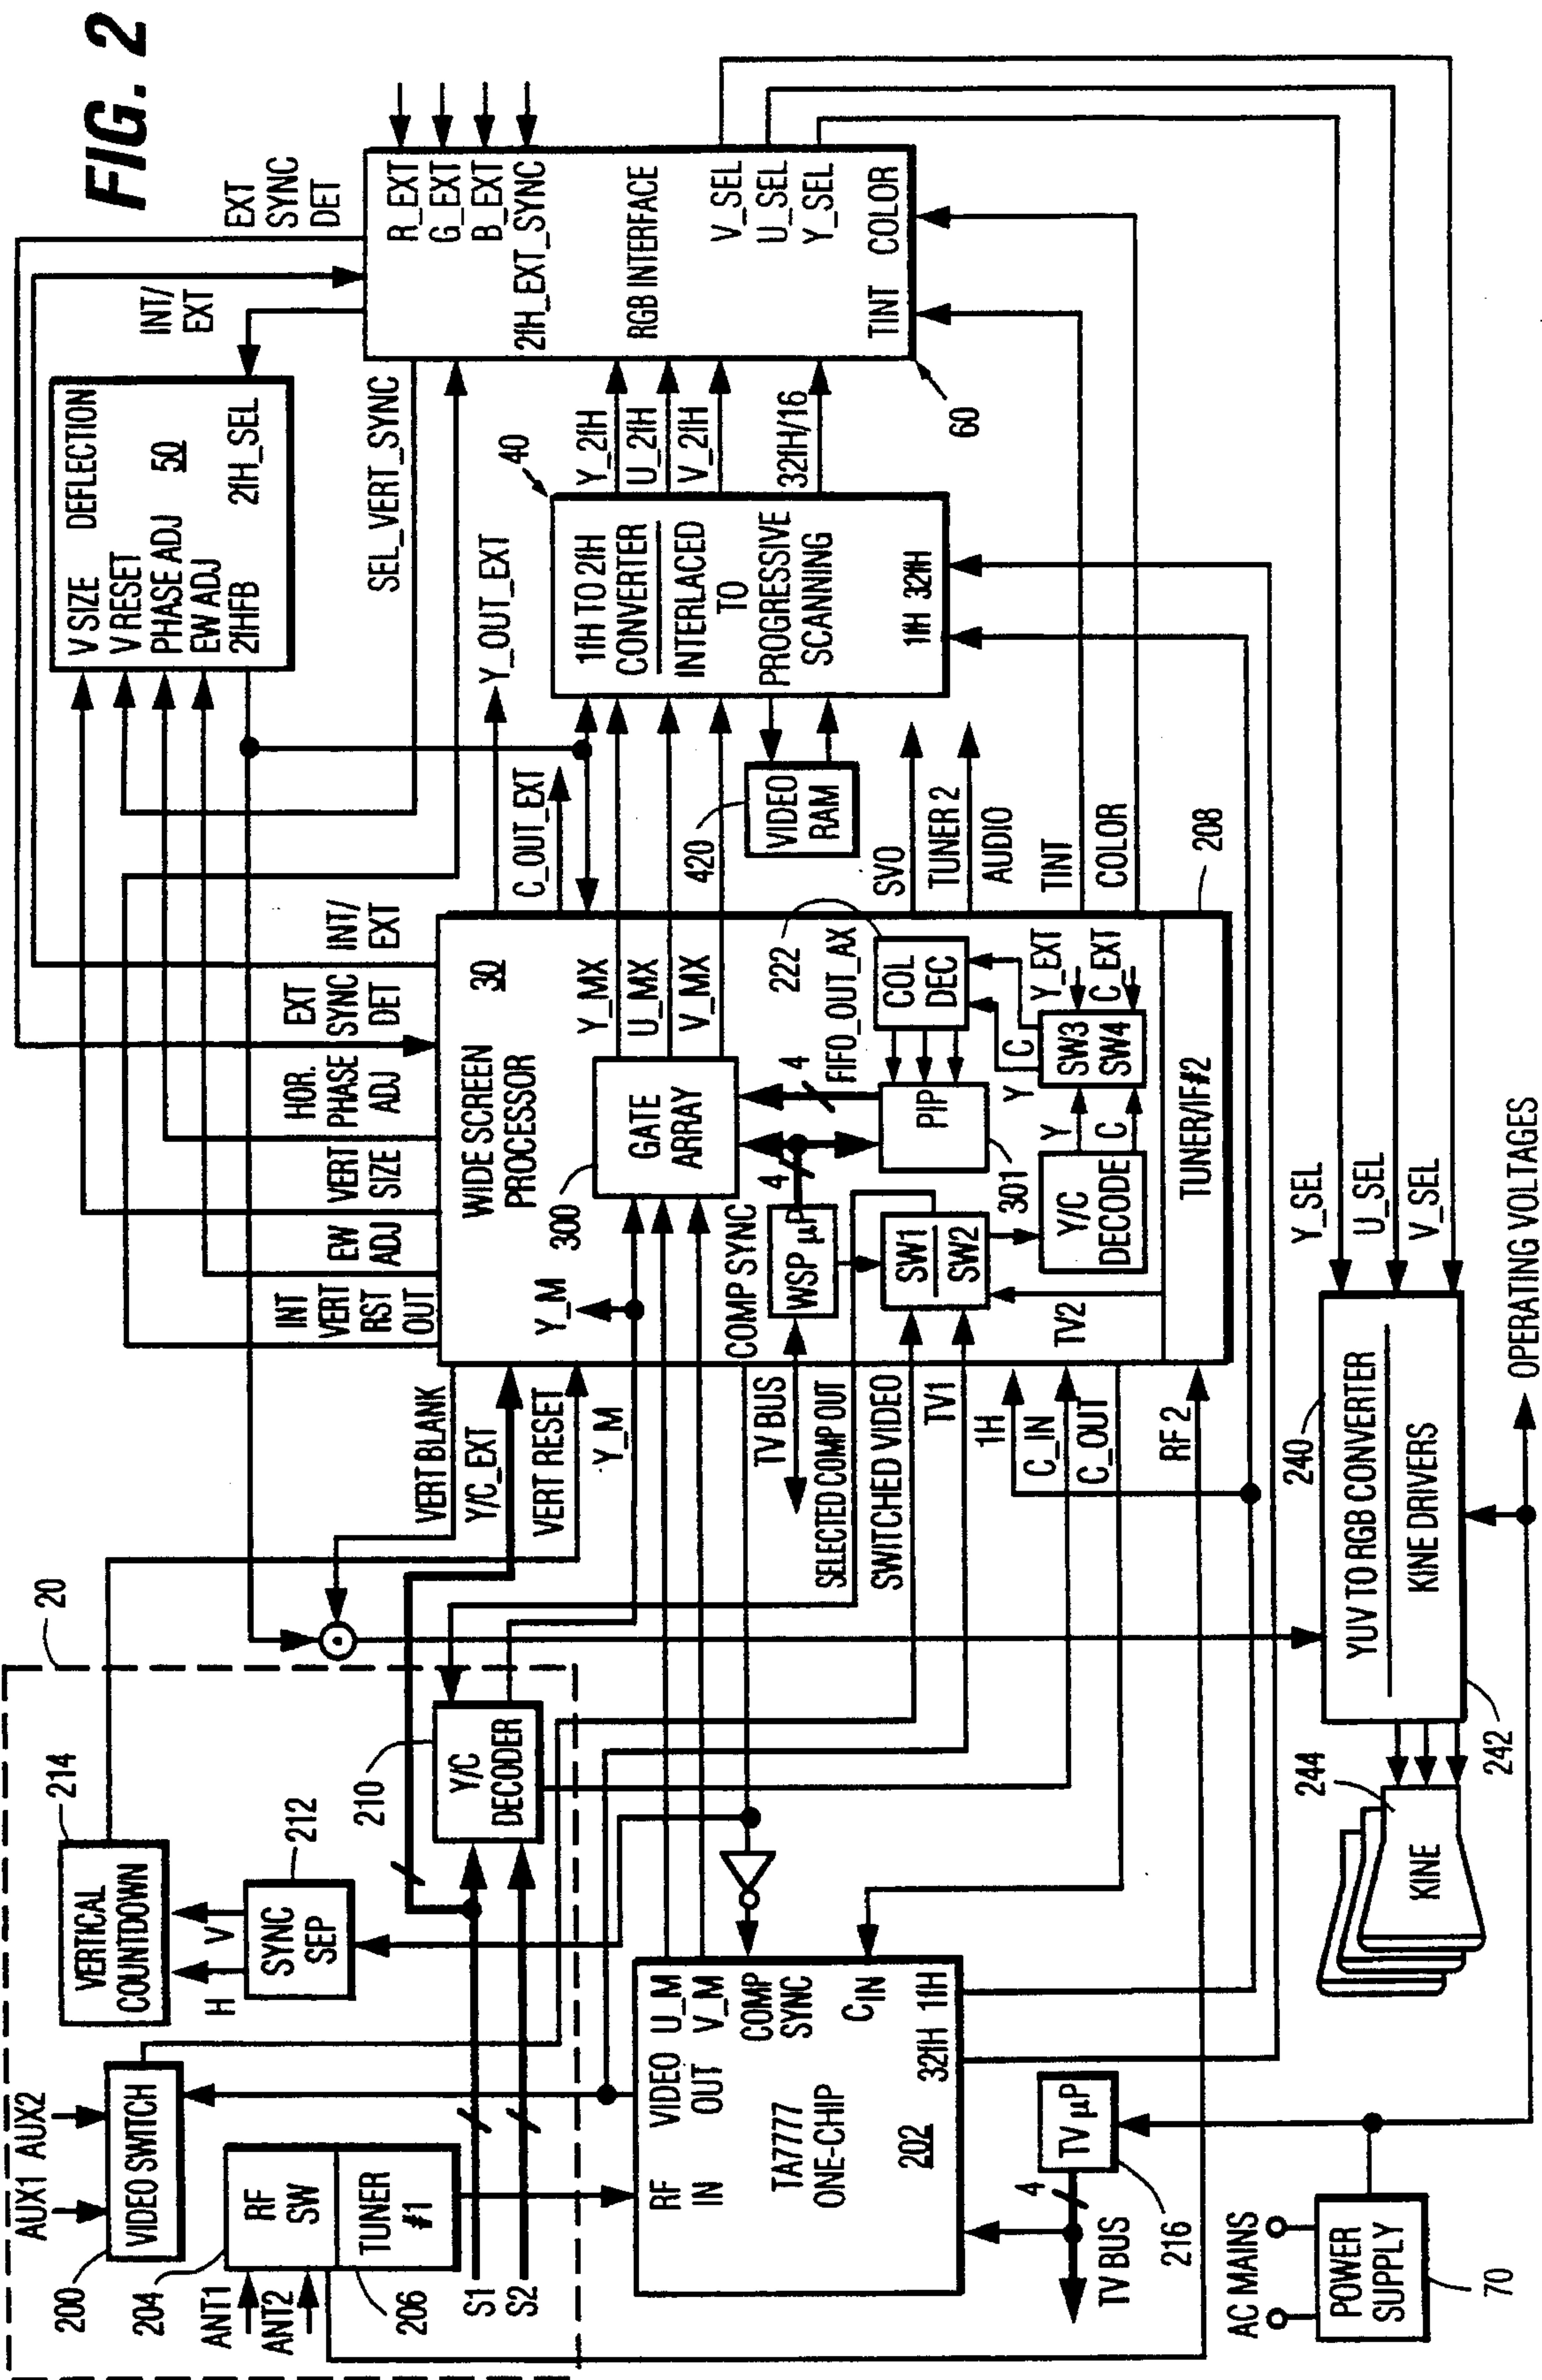 FIG. 2
AUX1 AUX2
VIDEO SWITCH
200
204
RF
SW
TUNER
#1
206
ANT1
ANT2
S1
S2
VERTICAL
COUNTDOWN
214
H
V
SYNC
SEP
212
20
210
Y/C
DECODER
RF
IN
VIDEO
OUT
U_M
V_M
COMP
SYNC
CIN
TA7777
ONE-CHIP
202
32fH 1fH
4
TV µP
216
TV BUS
AC MAINS
POWER
SUPPLY
70
VERT BLANK
Y/C_EXT
VERT RESET
Y_M
TV BUS
SELECTED COMP OUT
SWITCHED VIDEO
TV1
1H
C_IN
C_OUT
RF 2
INT
VERT
RST
OUT
EW
ADJ
VERT
SIZE
HOR.
PHASE
ADJ
EXT
SYNC
DET
INT/
EXT
WIDE SCREEN
PROCESSOR
30
Y_M
300
GATE
ARRAY
Y_MX
U_MX
V_MX
COMP SYNC
WSP µP
4
4
FIFO_OUT_AX
222
COL
DEC
PIP
301
SW1
SW2
TV2
Y/C
DECODE
Y
C
Y
C
SW3
SW4
Y_EXT
C_EXT
TUNER/IF#2
208
C_OUT_EXT
Y_OUT_EXT
420
VIDEO
RAM
SVO
TUNER 2
AUDIO
TINT
COLOR
V SIZE
V RESET
PHASE ADJ
EW ADJ
2fHFB
DEFLECTION
50
2fH_SEL
INT/
EXT
EXT
SYNC
DET
SEL_VERT_SYNC
40
1fH TO 2fH
CONVERTER
INTERLACED
TO
PROGRESSIVE
SCANNING
1fH 32fH
Y_2fH
U_2fH
V_2fH
32fH/16
60
R_EXT
G_EXT
B_EXT
2fH_EXT_SYNC
RGB INTERFACE
V_SEL
U_SEL
Y_SEL
TINT
COLOR
Y_SEL
U_SEL
V_SEL
240
YUV TO RGB CONVERTER
KINE DRIVERS
242
244
KINE
OPERATING VOLTAGES